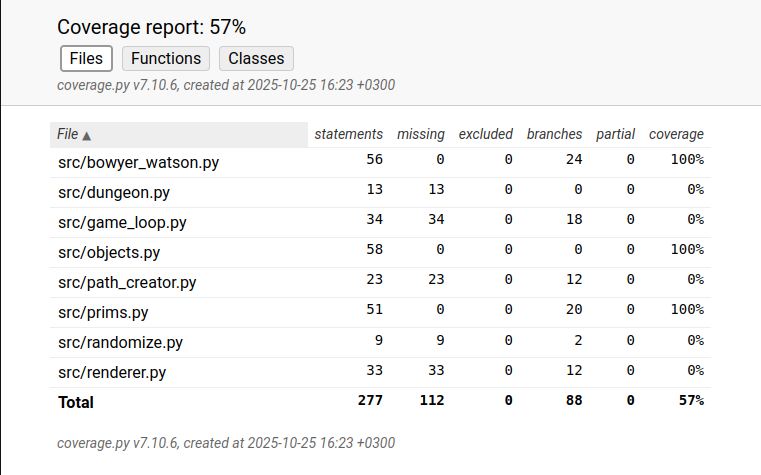 Coverage report: 57%
Files Functions Classes
coverage.py v7.10.6, created at 2025-10-25 16:23 +0300
File ▲ statements missing excluded branches partial coverage
src/bowyer_watson.py 56 0 0 24 0 100%
src/dungeon.py 13 13 0 0 0 0%
src/game_loop.py 34 34 0 18 0 0%
src/objects.py 58 0 0 0 0 100%
src/path_creator.py 23 23 0 12 0 0%
src/prims.py 51 0 0 20 0 100%
src/randomize.py 9 9 0 2 0 0%
src/renderer.py 33 33 0 12 0 0%
Total 277 112 0 88 0 57%
coverage.py v7.10.6, created at 2025-10-25 16:23 +0300